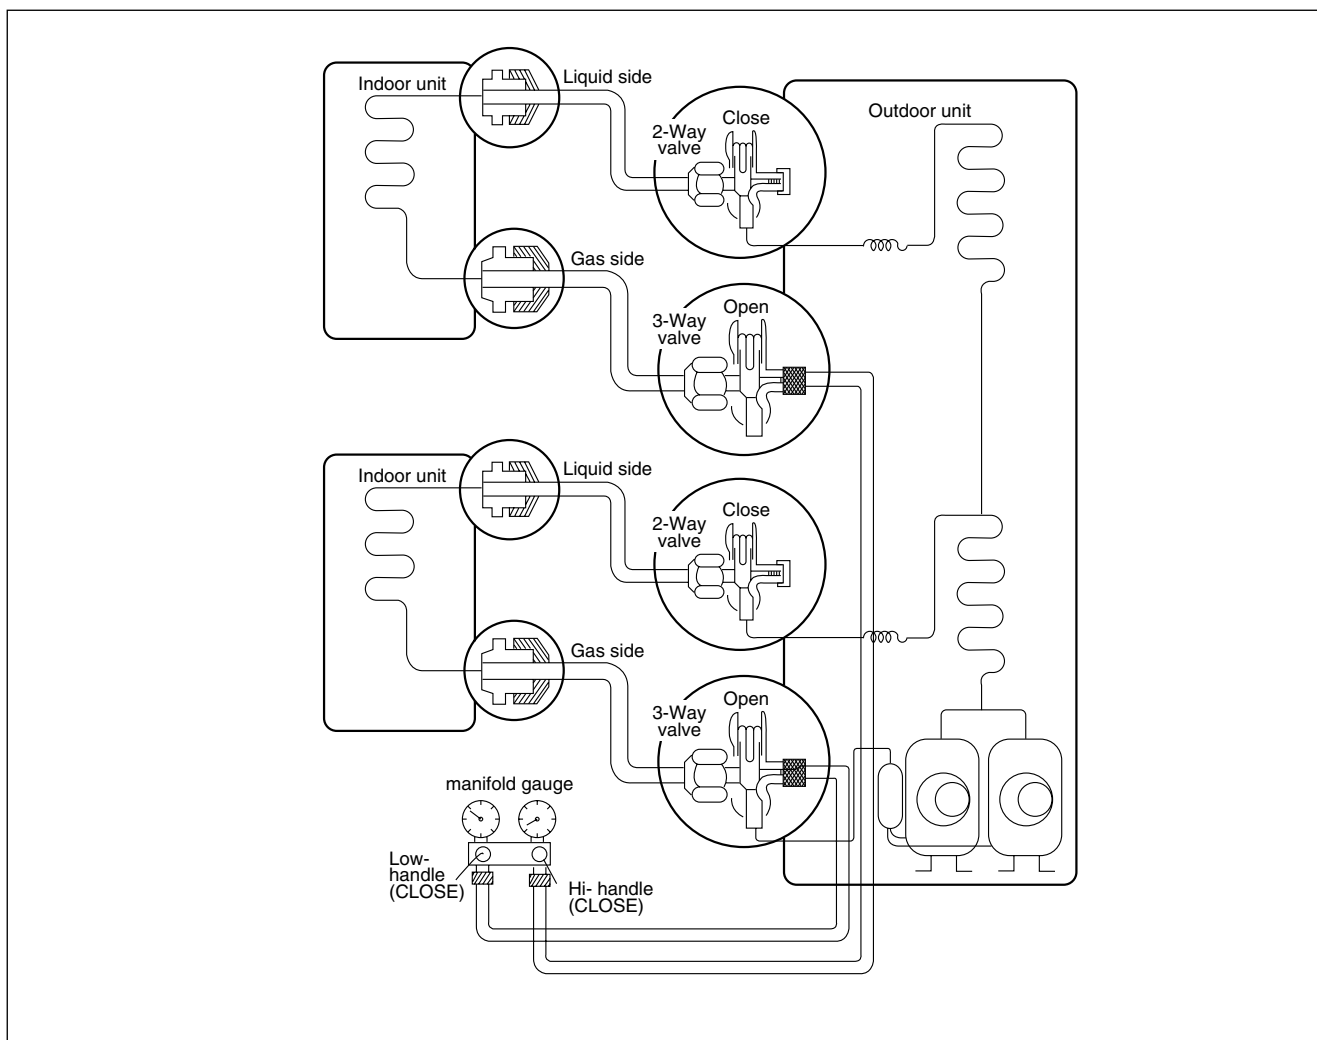 Indoor unit
Liquid side
2-Way
valve
Close
Outdoor unit
Gas side
3-Way
valve
Open
Indoor unit
Liquid side
2-Way
valve
Close
Gas side
3-Way
valve
Open
manifold gauge
Low-
handle
(CLOSE)
Hi- handle
(CLOSE)